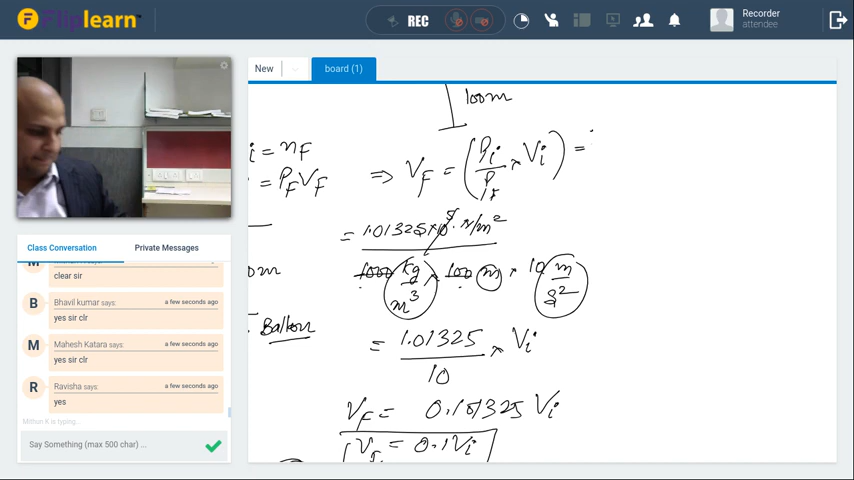 Fliplearn
REC
Recorder
attendee
New
board (1)
100m
i = nF
= PFVF
⇒ VF = (Pi/PF × Vi) =
= 1.01325×10⁵ N/m²
1000 kg/m³ × 100 m × 10 m/s²
om
Balloon
= 1.01325/10 × Vi
VF = 0.101325 Vi
VF = 0.1Vi
Class Conversation
Private Messages
M
clear sir
B
Bhavil kumar says:
a few seconds ago
yes sir clr
M
Mahesh Katara says:
a few seconds ago
yes sir clr
R
Ravisha says:
a few seconds ago
yes
Mithun K is typing...
Say Something (max 500 char) ...